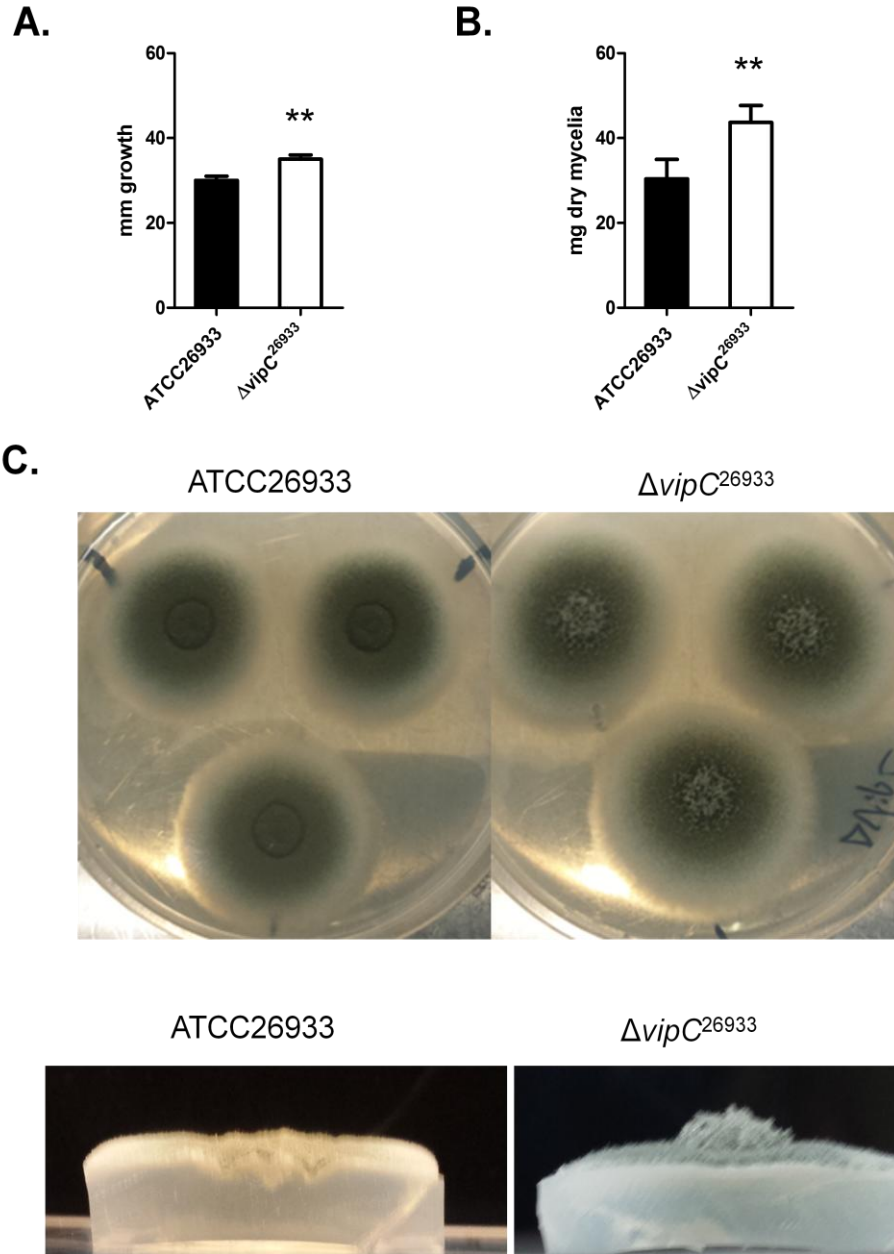 A.
60
40
20
0
mm growth
**
ATCC26933
ΔvipC²⁶⁹³³
B.
60
40
20
0
mg dry mycelia
**
ATCC26933
ΔvipC²⁶⁹³³
C.
ATCC26933
ΔvipC²⁶⁹³³
ATCC26933
ΔvipC²⁶⁹³³